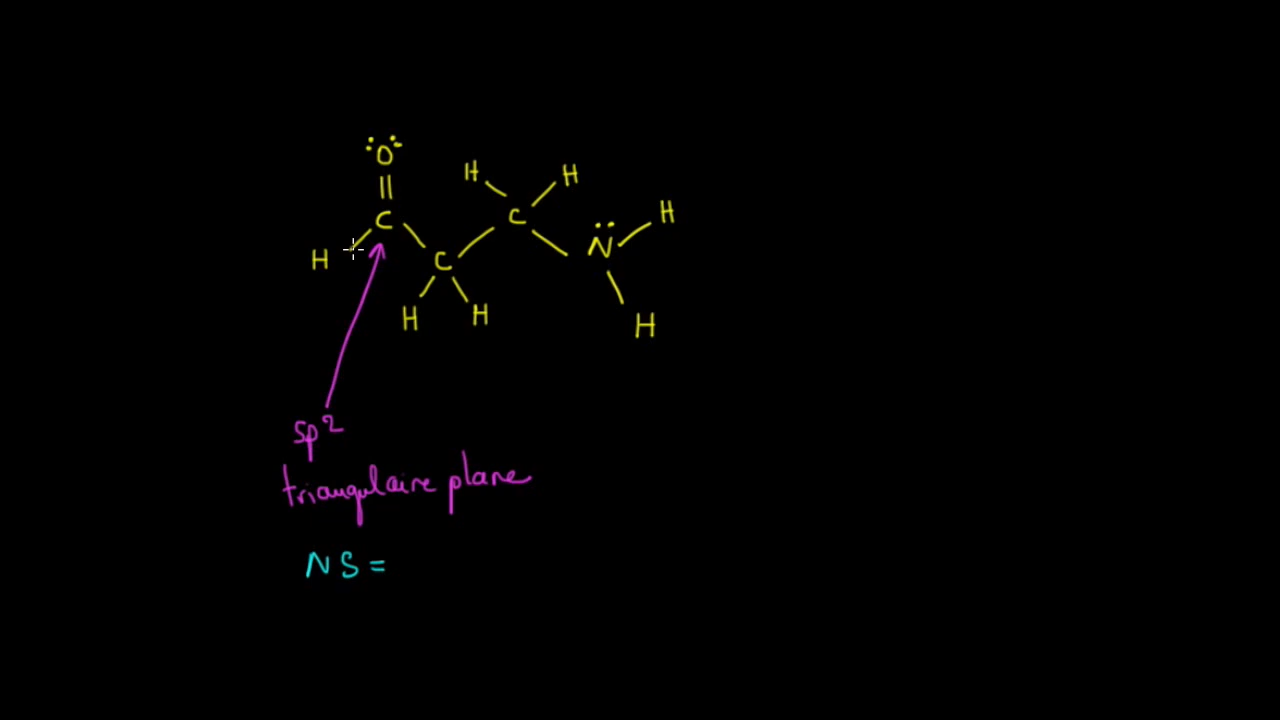 :O:
H H
C C N H
H C
H H H
sp²
triangulaire plane
NS =